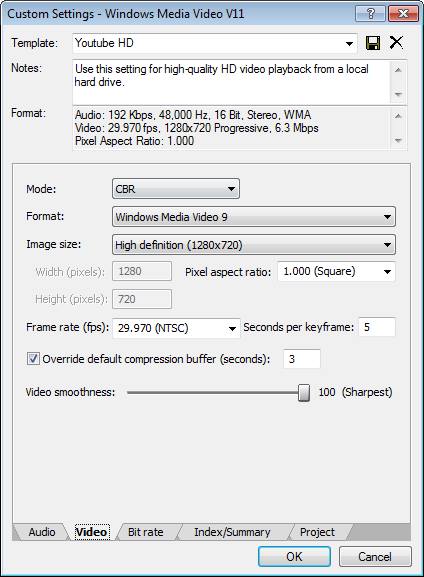 Custom Settings - Windows Media Video V11
Template: Youtube HD
Notes: Use this setting for high-quality HD video playback from a local
hard drive.
Format: Audio: 192 Kbps, 48,000 Hz, 16 Bit, Stereo, WMA
Video: 29.970 fps, 1280x720 Progressive, 6.3 Mbps
Pixel Aspect Ratio: 1.000
Mode: CBR
Format: Windows Media Video 9
Image size: High definition (1280x720)
Width (pixels): 1280 Pixel aspect ratio: 1.000 (Square)
Height (pixels): 720
Frame rate (fps): 29.970 (NTSC) Seconds per keyframe: 5
Override default compression buffer (seconds): 3
Video smoothness: 100 (Sharpest)
Audio Video Bit rate Index/Summary Project
OK Cancel